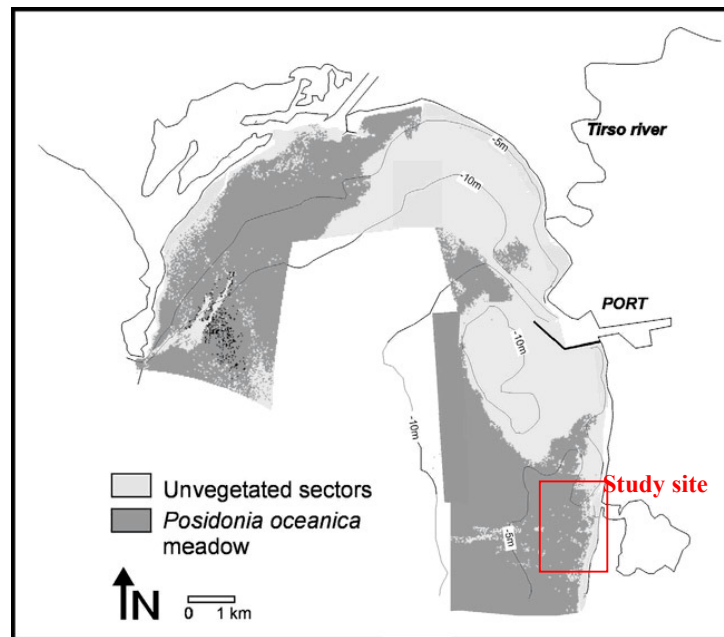 Tirso river
-5m
-10m
PORT
-10m
-10m
Study site
-5m
Unvegetated sectors
Posidonia oceanica
meadow
N
0 1 km